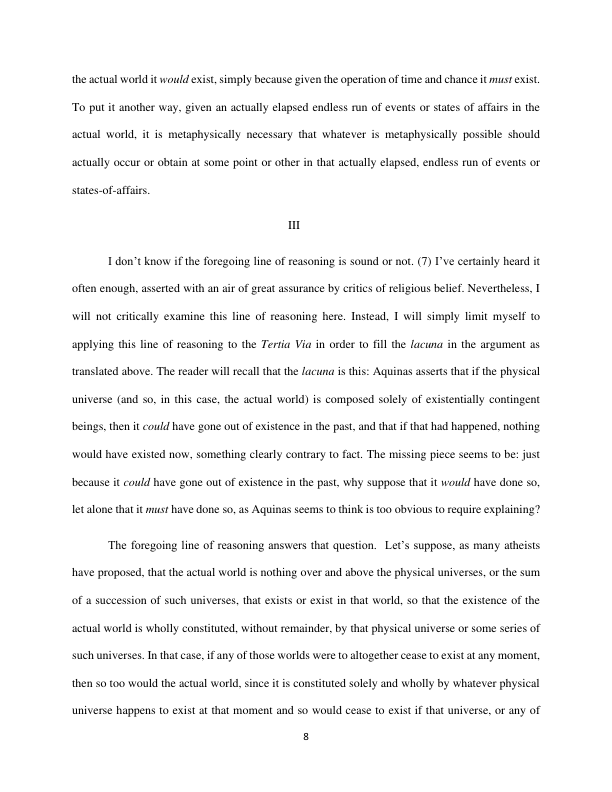 the actual world it would exist, simply because given the operation of time and chance it must exist.
To put it another way, given an actually elapsed endless run of events or states of affairs in the
actual world, it is metaphysically necessary that whatever is metaphysically possible should
actually occur or obtain at some point or other in that actually elapsed, endless run of events or
states-of-affairs.
III
I don’t know if the foregoing line of reasoning is sound or not. (7) I’ve certainly heard it
often enough, asserted with an air of great assurance by critics of religious belief. Nevertheless, I
will not critically examine this line of reasoning here. Instead, I will simply limit myself to
applying this line of reasoning to the Tertia Via in order to fill the lacuna in the argument as
translated above. The reader will recall that the lacuna is this: Aquinas asserts that if the physical
universe (and so, in this case, the actual world) is composed solely of existentially contingent
beings, then it could have gone out of existence in the past, and that if that had happened, nothing
would have existed now, something clearly contrary to fact. The missing piece seems to be: just
because it could have gone out of existence in the past, why suppose that it would have done so,
let alone that it must have done so, as Aquinas seems to think is too obvious to require explaining?
The foregoing line of reasoning answers that question.  Let’s suppose, as many atheists
have proposed, that the actual world is nothing over and above the physical universes, or the sum
of a succession of such universes, that exists or exist in that world, so that the existence of the
actual world is wholly constituted, without remainder, by that physical universe or some series of
such universes. In that case, if any of those worlds were to altogether cease to exist at any moment,
then so too would the actual world, since it is constituted solely and wholly by whatever physical
universe happens to exist at that moment and so would cease to exist if that universe, or any of
8